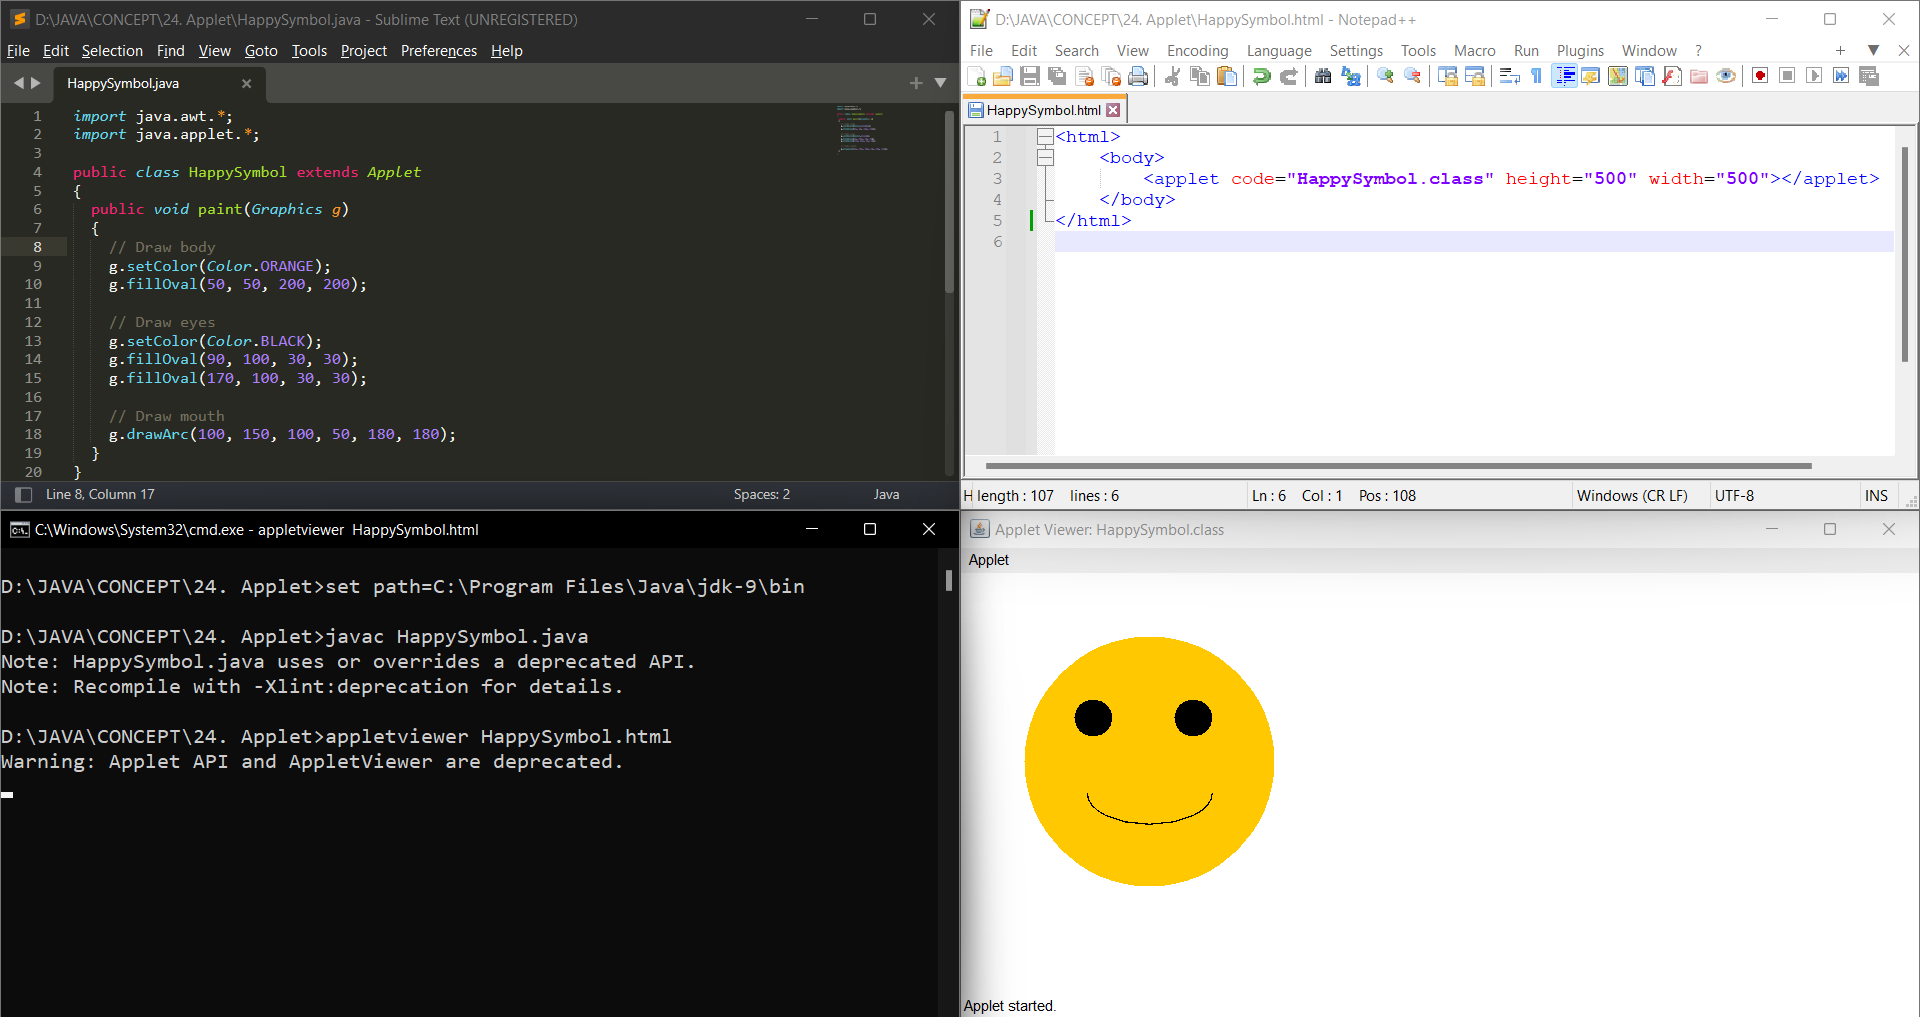 D:\JAVA\CONCEPT\24. Applet\HappySymbol.java - Sublime Text (UNREGISTERED)
File Edit Selection Find View Goto Tools Project Preferences Help
HappySymbol.java
1 import java.awt.*;
2 import java.applet.*;
3
4 public class HappySymbol extends Applet
5 {
6 public void paint(Graphics g)
7 {
8 // Draw body
9 g.setColor(Color.ORANGE);
10 g.fillOval(50, 50, 200, 200);
11
12 // Draw eyes
13 g.setColor(Color.BLACK);
14 g.fillOval(90, 100, 30, 30);
15 g.fillOval(170, 100, 30, 30);
16
17 // Draw mouth
18 g.drawArc(100, 150, 100, 50, 180, 180);
19 }
20 }
Line 8, Column 17 Spaces: 2 Java
D:\JAVA\CONCEPT\24. Applet\HappySymbol.html - Notepad++
File Edit Search View Encoding Language Settings Tools Macro Run Plugins Window ?
HappySymbol.html
1 <html>
2 <body>
3 <applet code="HappySymbol.class" height="500" width="500"></applet>
4 </body>
5 </html>
6
H length : 107 lines : 6 Ln : 6 Col : 1 Pos : 108 Windows (CR LF) UTF-8 INS
C:\Windows\System32\cmd.exe - appletviewer HappySymbol.html
D:\JAVA\CONCEPT\24. Applet>set path=C:\Program Files\Java\jdk-9\bin
D:\JAVA\CONCEPT\24. Applet>javac HappySymbol.java
Note: HappySymbol.java uses or overrides a deprecated API.
Note: Recompile with -Xlint:deprecation for details.
D:\JAVA\CONCEPT\24. Applet>appletviewer HappySymbol.html
Warning: Applet API and AppletViewer are deprecated.
Applet Viewer: HappySymbol.class
Applet
Applet started.